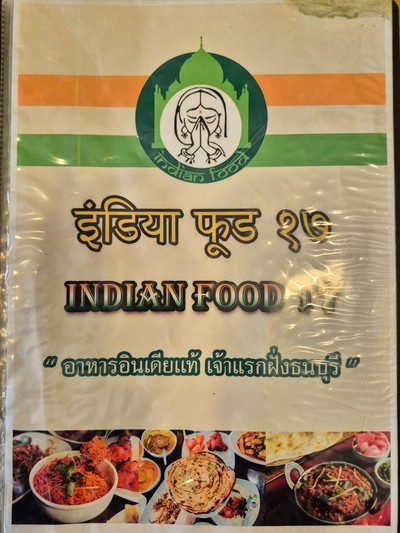 indian food
इंडिया फूड १७
INDIAN FOOD 17
“ อาหารอินเดียแท้ เจ้าแรกฝั่งธนบุรี ”